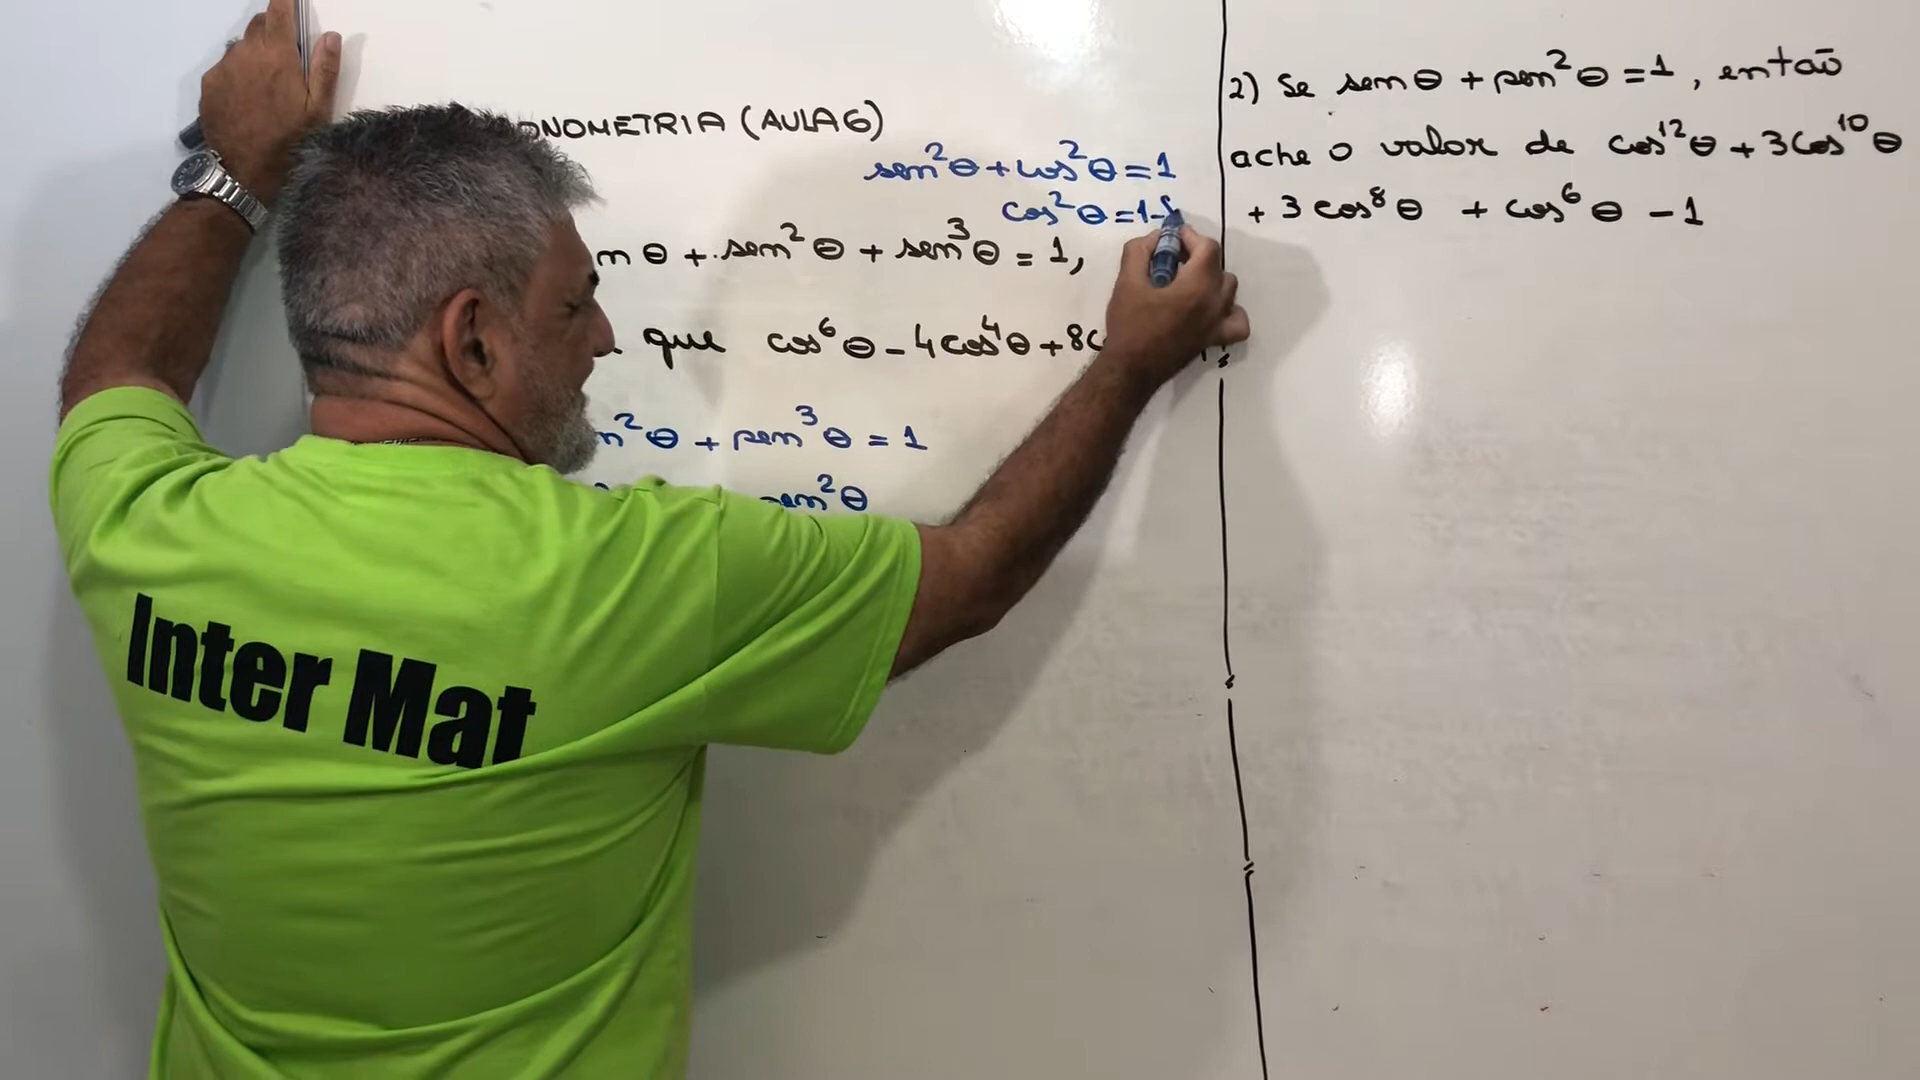 ONOMETRIA (AULA 6)
sen²θ + cos²θ = 1
cos²θ = 1 - s
θ + sen²θ + sen³θ = 1,
que cos⁶θ - 4cos⁴θ + 8c
²θ + sen³θ = 1
sen²θ
2) Se senθ + sen²θ = 1, então
ache o valor de cos¹²θ + 3cos¹⁰θ
+ 3cos⁸θ + cos⁶θ - 1
Inter Mat